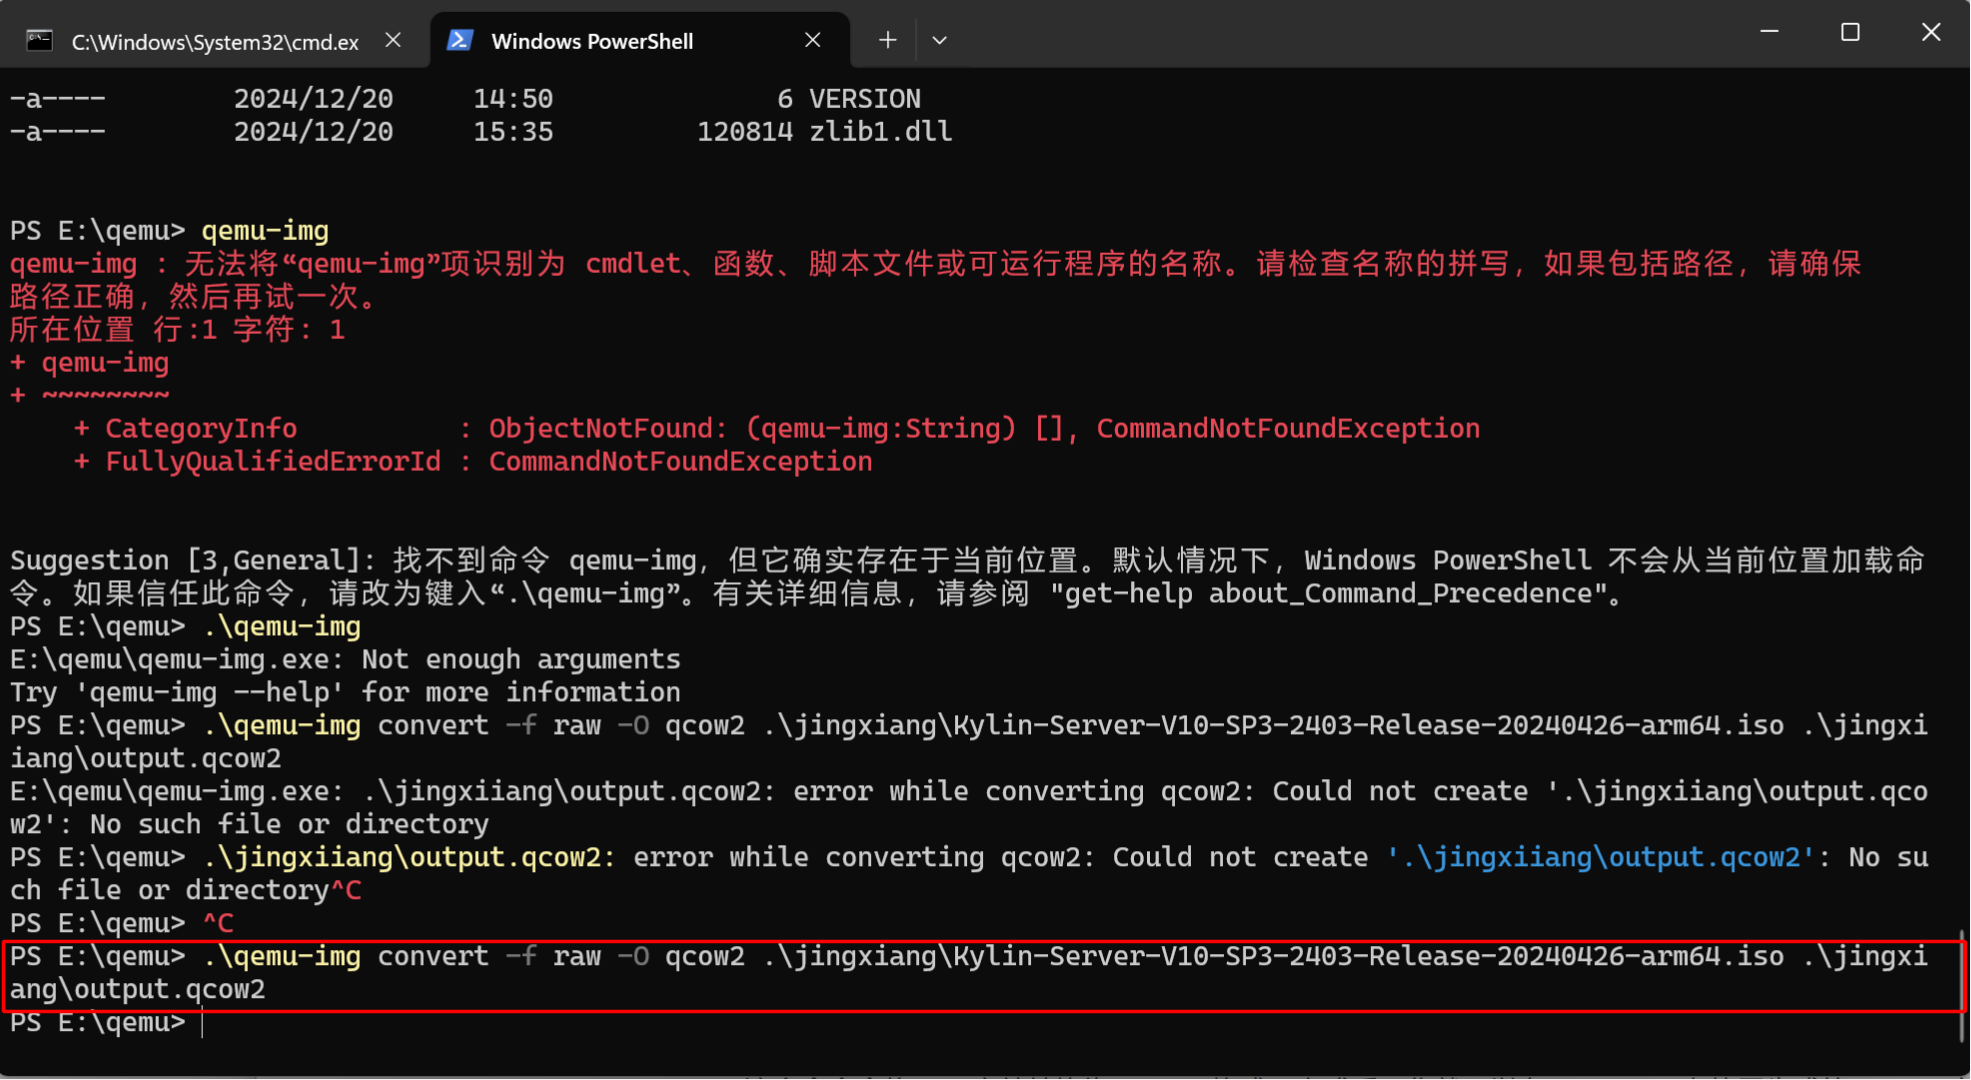 C:\Windows\System32\cmd.ex
Windows PowerShell
-a---- 2024/12/20 14:50 6 VERSION
-a---- 2024/12/20 15:35 120814 zlib1.dll
PS E:\qemu> qemu-img
qemu-img : 无法将“qemu-img”项识别为 cmdlet、函数、脚本文件或可运行程序的名称。请检查名称的拼写，如果包括路径，请确保
路径正确，然后再试一次。
所在位置 行:1 字符: 1
+ qemu-img
+ ~~~~~~~~
+ CategoryInfo : ObjectNotFound: (qemu-img:String) [], CommandNotFoundException
+ FullyQualifiedErrorId : CommandNotFoundException
Suggestion [3,General]: 找不到命令 qemu-img，但它确实存在于当前位置。默认情况下，Windows PowerShell 不会从当前位置加载命
令。如果信任此命令，请改为键入“.\qemu-img”。有关详细信息，请参阅 "get-help about_Command_Precedence"。
PS E:\qemu> .\qemu-img
E:\qemu\qemu-img.exe: Not enough arguments
Try 'qemu-img --help' for more information
PS E:\qemu> .\qemu-img convert -f raw -O qcow2 .\jingxiang\Kylin-Server-V10-SP3-2403-Release-20240426-arm64.iso .\jingxi
iang\output.qcow2
E:\qemu\qemu-img.exe: .\jingxiiang\output.qcow2: error while converting qcow2: Could not create '.\jingxiiang\output.qco
w2': No such file or directory
PS E:\qemu> .\jingxiiang\output.qcow2: error while converting qcow2: Could not create '.\jingxiiang\output.qcow2': No su
ch file or directory^C
PS E:\qemu> ^C
PS E:\qemu> .\qemu-img convert -f raw -O qcow2 .\jingxiang\Kylin-Server-V10-SP3-2403-Release-20240426-arm64.iso .\jingxi
ang\output.qcow2
PS E:\qemu>